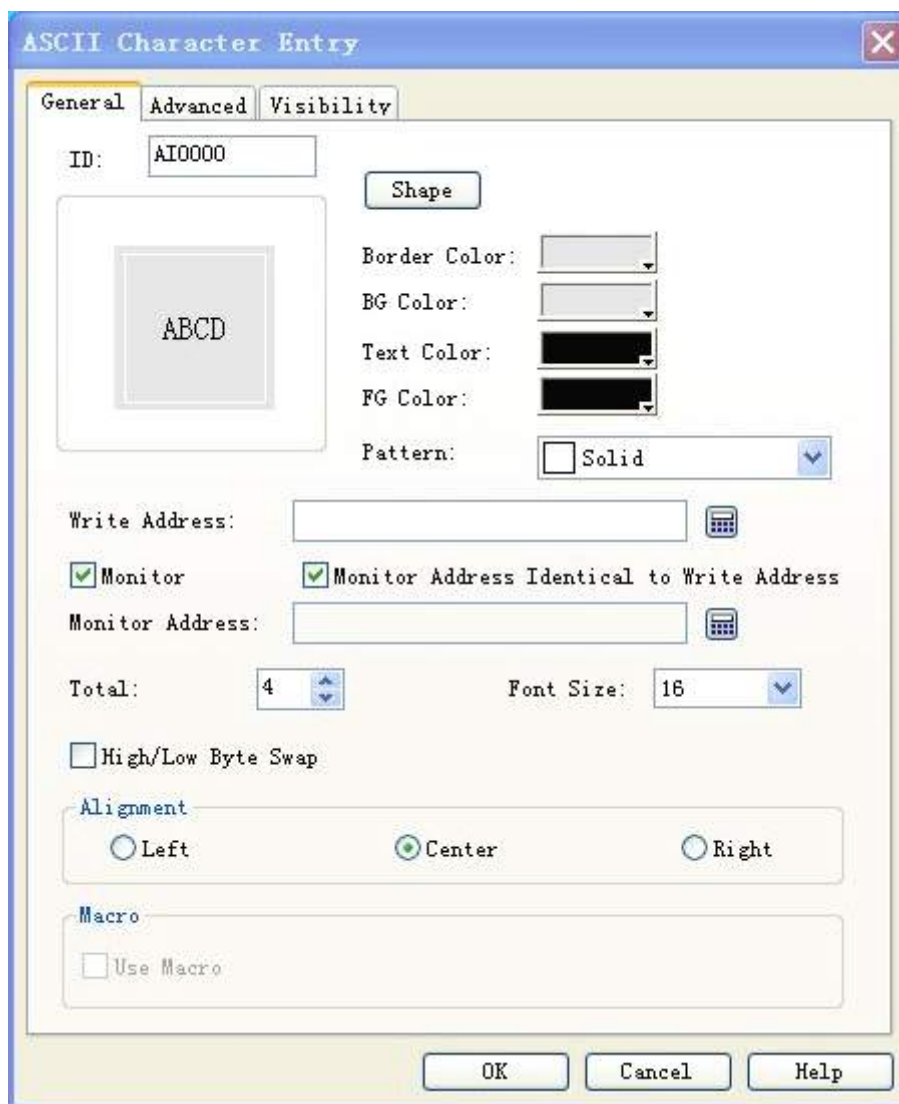 ASCII Character Entry
General Advanced Visibility
ID: AI0000
Shape
Border Color:
BG Color:
ABCD
Text Color:
FG Color:
Pattern: Solid
Write Address:
Monitor Monitor Address Identical to Write Address
Monitor Address:
Total: 4 Font Size: 16
High/Low Byte Swap
Alignment
Left Center Right
Macro
Use Macro
OK Cancel Help